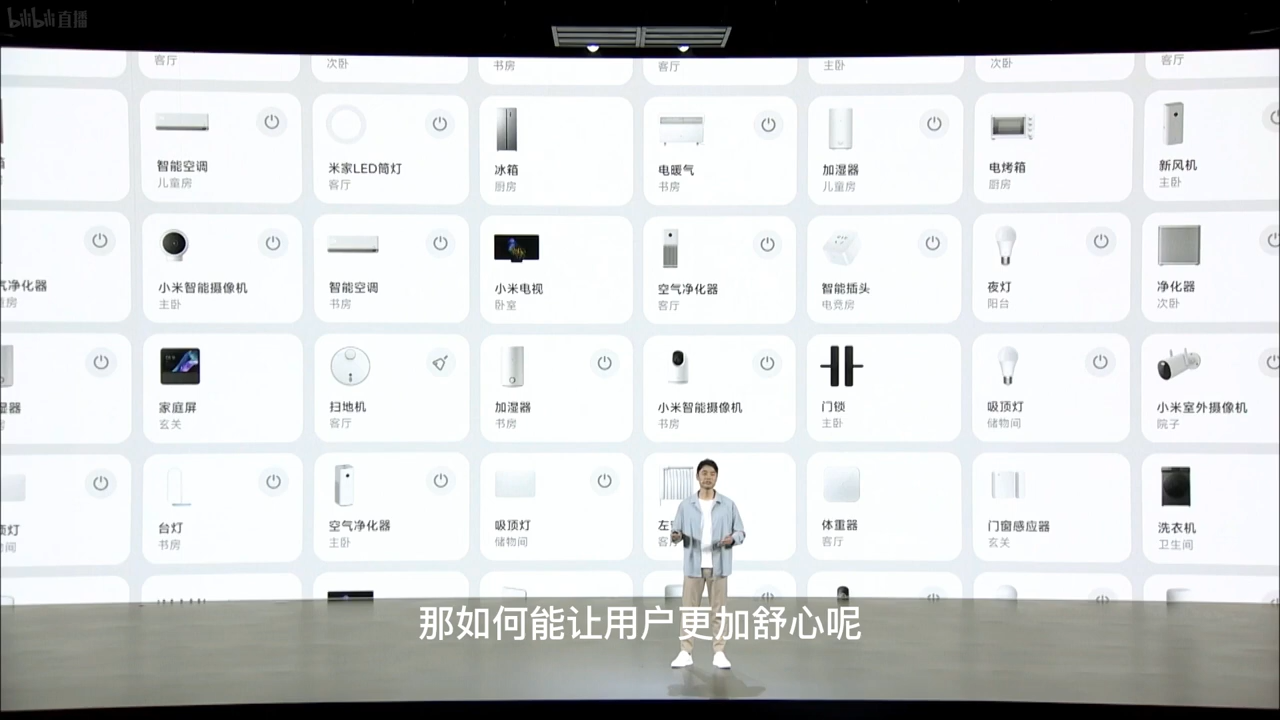 bilibili直播
客厅
次卧
书房
客厅
主卧
次卧
客厅
智能空调
儿童房
米家LED筒灯
客厅
冰箱
厨房
电暖气
书房
加湿器
儿童房
电烤箱
厨房
新风机
主卧
气净化器
小米智能摄像机
主卧
智能空调
书房
小米电视
卧室
空气净化器
客厅
智能插头
电竞房
夜灯
阳台
净化器
次卧
湿器
家庭屏
玄关
扫地机
客厅
加湿器
书房
小米智能摄像机
书房
门锁
主卧
吸顶灯
储物间
小米室外摄像机
院子
顶灯
物间
台灯
书房
空气净化器
主卧
吸顶灯
储物间
左
客
体重器
客厅
门窗感应器
玄关
洗衣机
卫生间
那如何能让用户更加舒心呢